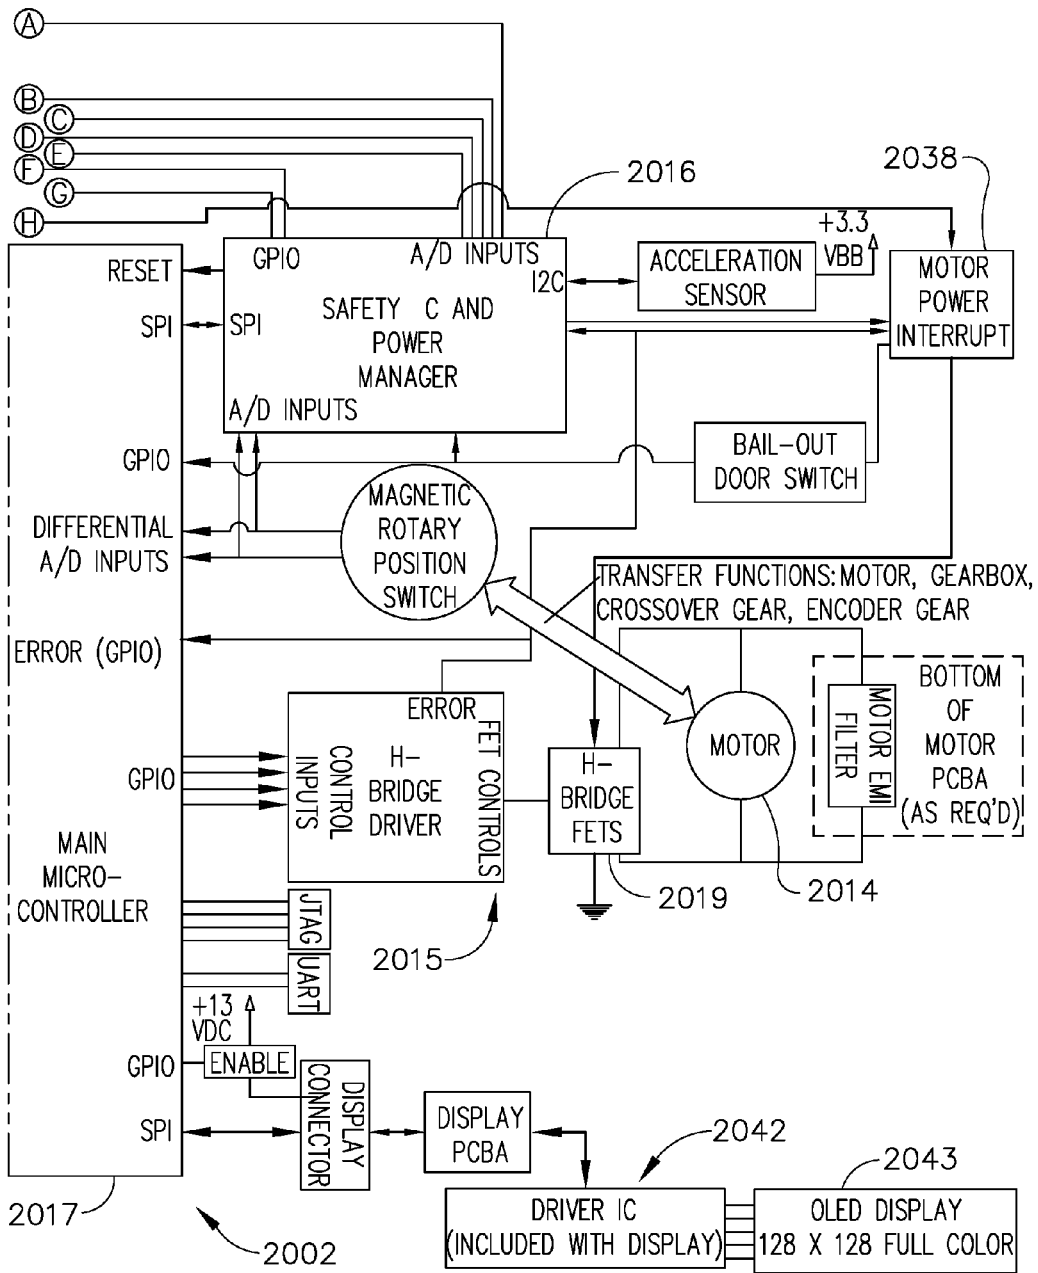 A
B
C
D
E
F
G
H
2016
2038
GPIO
A/D INPUTS
I2C
SAFETY C AND
POWER
MANAGER
SPI
A/D INPUTS
RESET
SPI
ACCELERATION
SENSOR
+3.3
VBB
MOTOR
POWER
INTERRUPT
GPIO
BAIL-OUT
DOOR SWITCH
MAGNETIC
ROTARY
POSITION
SWITCH
DIFFERENTIAL
A/D INPUTS
TRANSFER FUNCTIONS: MOTOR, GEARBOX,
CROSSOVER GEAR, ENCODER GEAR
ERROR (GPIO)
ERROR
H-
BRIDGE
DRIVER
CONTROL
INPUTS
FET CONTROLS
GPIO
H-
BRIDGE
FETS
MOTOR
MOTOR EMI
FILTER
BOTTOM
OF
MOTOR
PCBA
(AS REQ'D)
MAIN
MICRO-
CONTROLLER
2019
2014
2015
JTAG
UART
+13
VDC
GPIO
ENABLE
DISPLAY
CONNECTOR
SPI
DISPLAY
PCBA
2042
2043
DRIVER IC
(INCLUDED WITH DISPLAY)
OLED DISPLAY
128 X 128 FULL COLOR
2017
2002